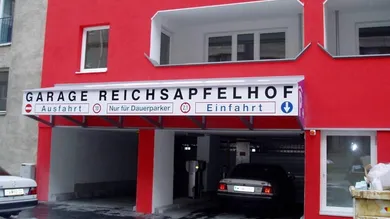 GARAGE REICHSAPFELHOF
Ausfahrt Nur für Dauerparker Einfahrt